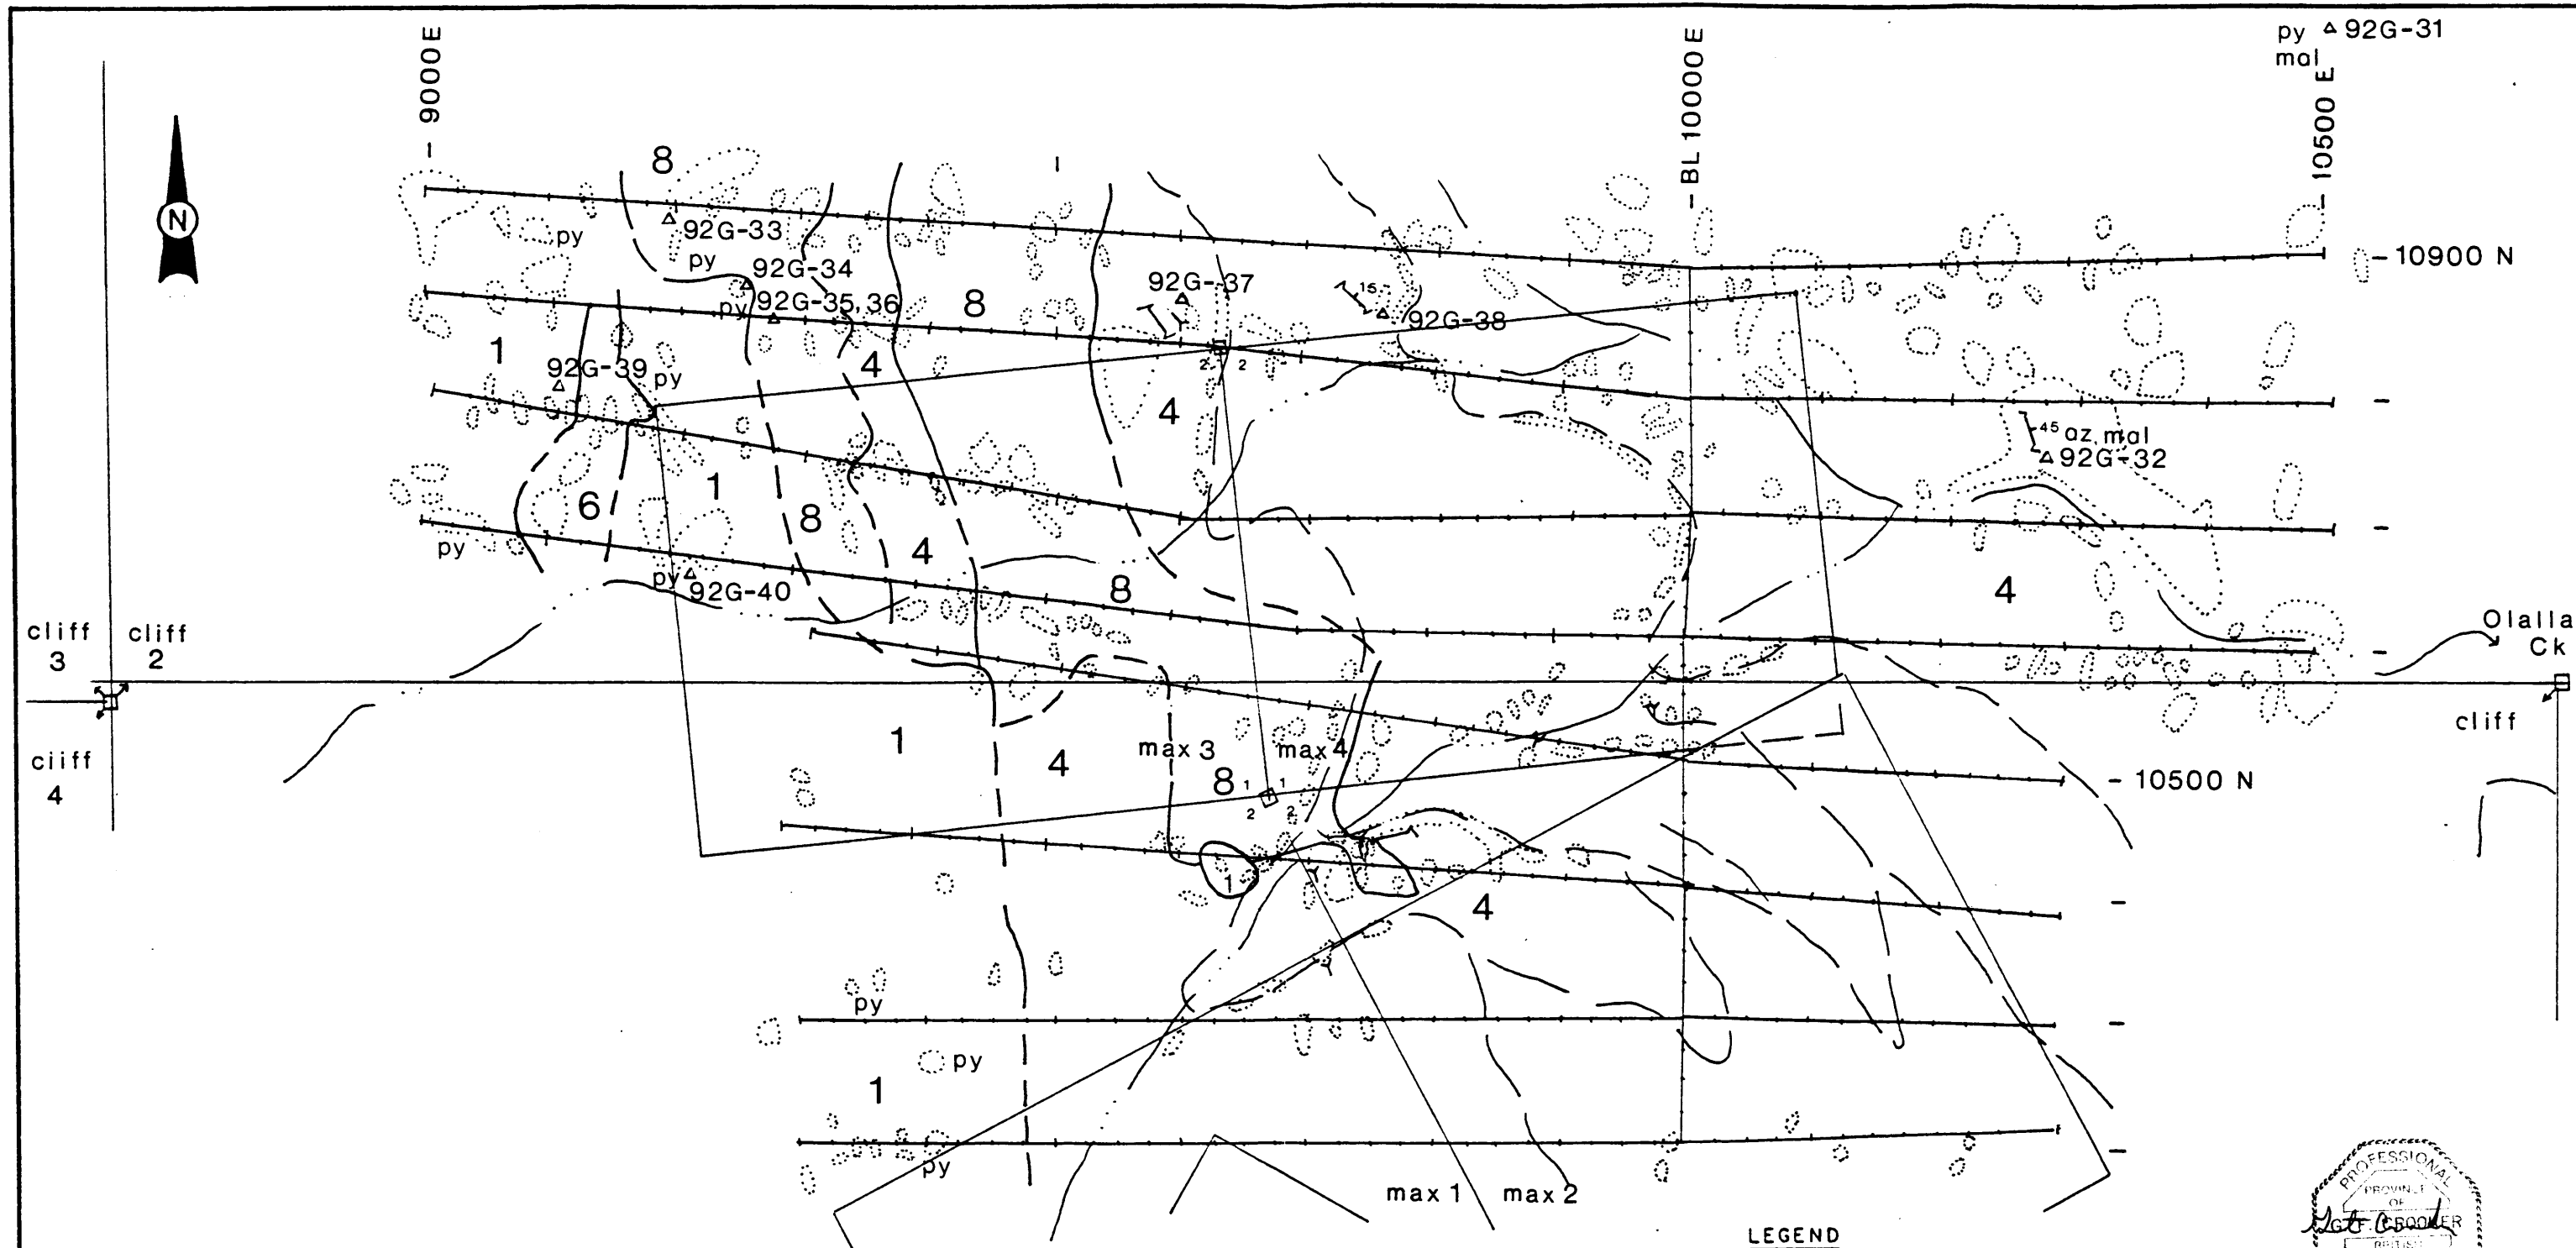 9000 E
BL 10000 E
py 92G-31
mal
10500 E
N
8
92G-33
py
py
92G-34
92G-35,36
py
92G-37
15
92G-38
10900 N
8
1
92G-39
py
4
2 2
4
45 az, mal
92G-32
6
1
8
py
4
py
92G-40
8
4
cliff cliff
3 2
Olalla
Ck
1
4
max 3
max 4
8
1 1
2 2
10500 N
cliff
ciiff
4
1
4
py
py
1
py
max 1 max 2
LEGEND
PROFESSIONAL
PROVINCE
OF
G.F. CROOKER
BRITISH